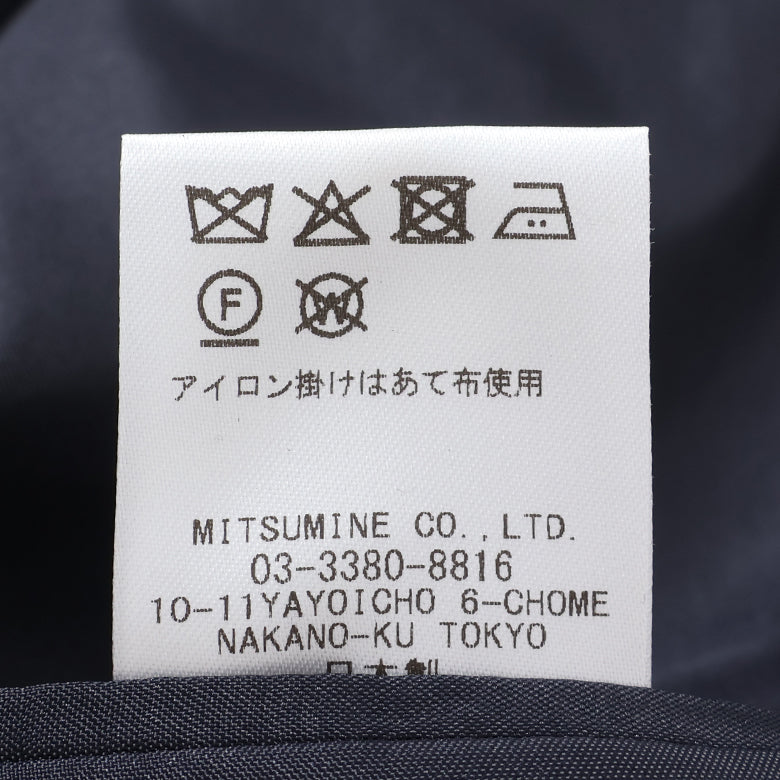 F
W
アイロン掛けはあて布使用
MITSUMINE CO.,LTD.
03-3380-8816
10-11YAYOICHO 6-CHOME
NAKANO-KU TOKYO
日本製